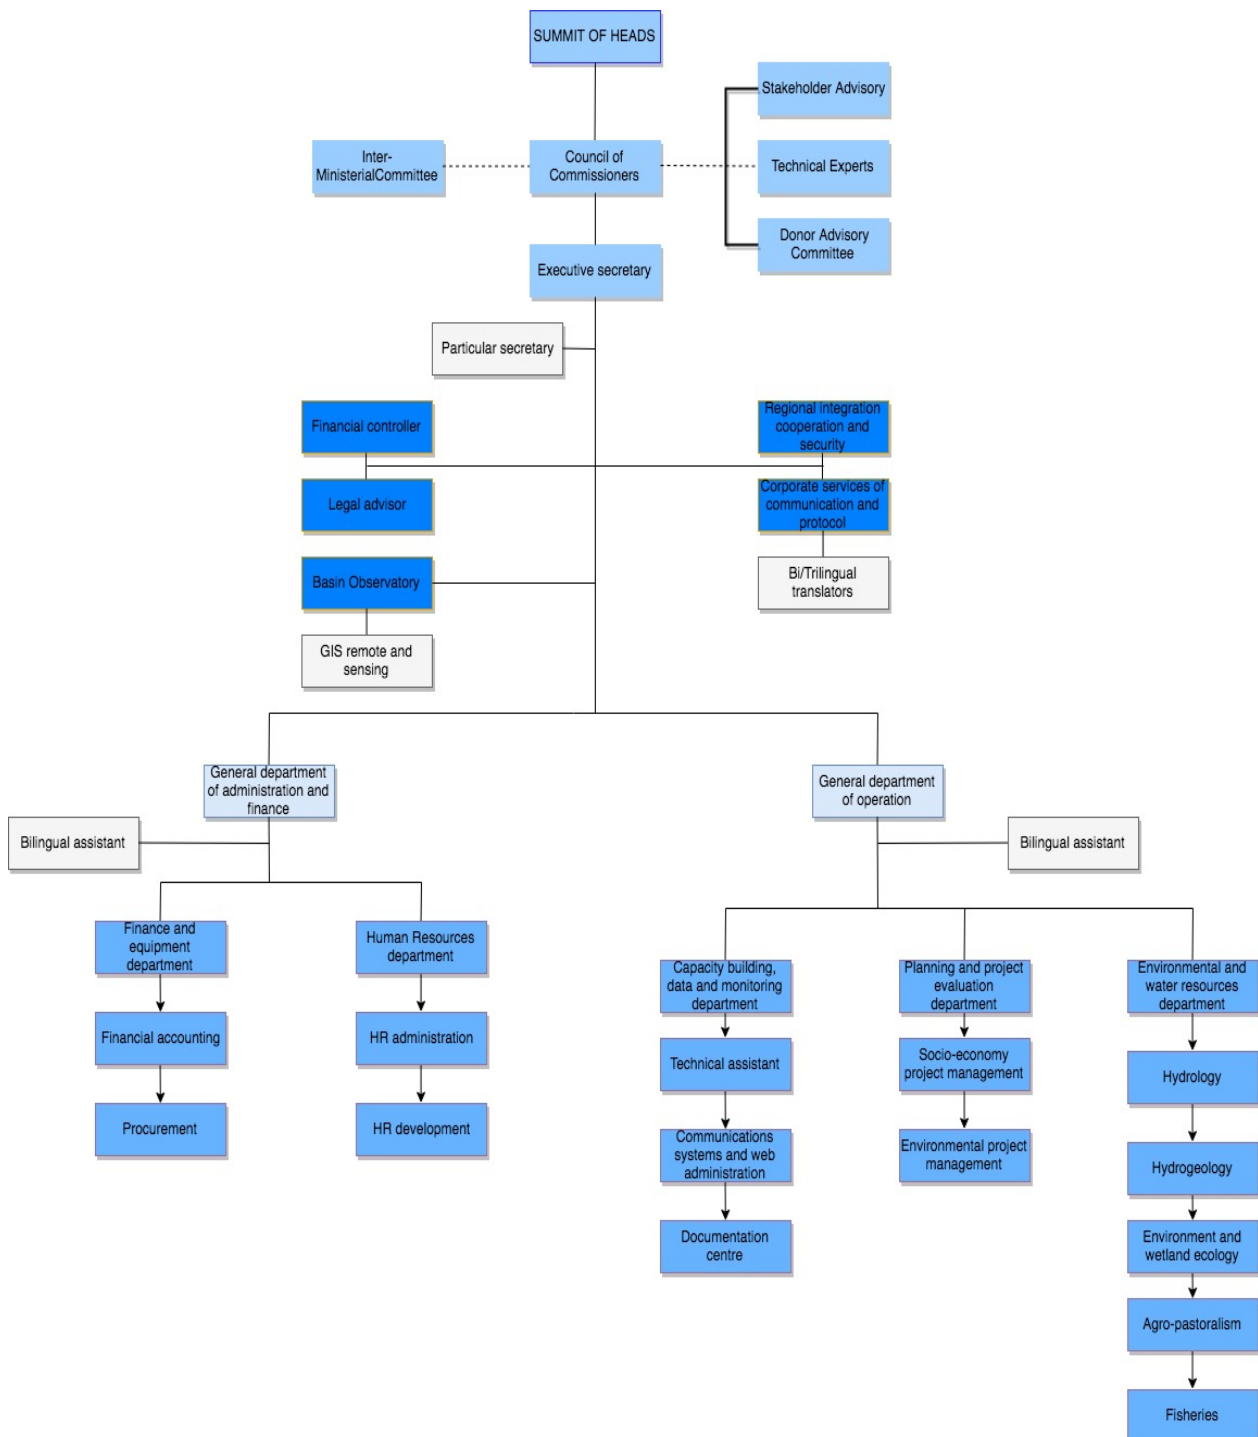 SUMMIT OF HEADS
Stakeholder Advisory
Inter-
MinisterialCommittee
Council of
Commissioners
Technical Experts
Donor Advisory
Committee
Executive secretary
Particular secretary
Financial controller
Regional integration
cooperation and
security
Legal advisor
Corporate services of
communication and
protocol
Basin Observatory
Bi/Trilingual
translators
GIS remote and
sensing
General department
of administration and
finance
General department
of operation
Bilingual assistant
Bilingual assistant
Finance and
equipment
department
Human Resources
department
Capacity building,
data and monitoring
department
Planning and project
evaluation
department
Environmental and
water resources
department
Financial accounting
HR administration
Technical assistant
Socio-economy
project management
Hydrology
Procurement
HR development
Communications
systems and web
administration
Environmental project
management
Hydrogeology
Documentation
centre
Environment and
wetland ecology
Agro-pastoralism
Fisheries